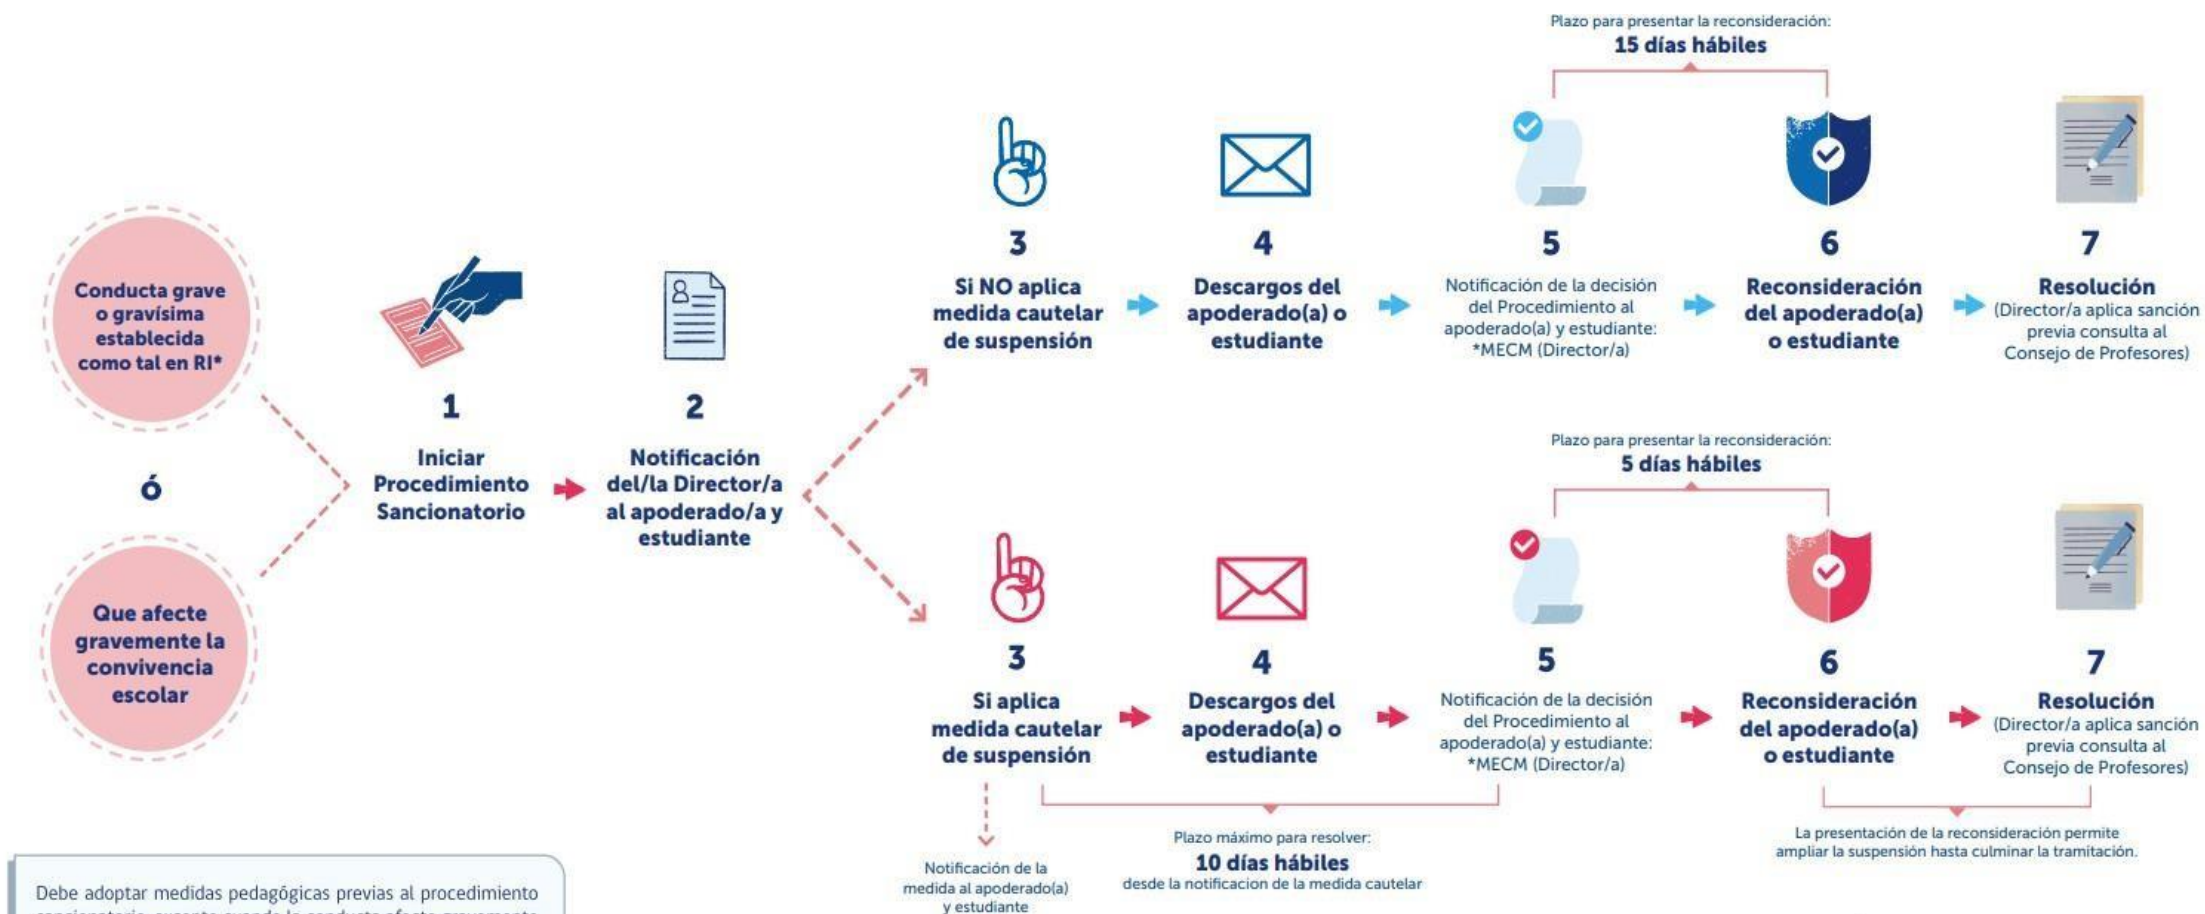 Conducta grave
o gravísima
establecida
como tal en RI*
ó
Que afecte
gravemente la
convivencia
escolar
1
Iniciar
Procedimiento
Sancionatorio
2
Notificación
del/la Director/a
al apoderado/a y
estudiante
3
Si NO aplica
medida cautelar
de suspensión
4
Descargos del
apoderado(a) o
estudiante
Plazo para presentar la reconsideración:
15 días hábiles
5
Notificación de la decisión
del Procedimiento al
apoderado(a) y estudiante:
*MECM (Director/a)
6
Reconsideración
del apoderado(a)
o estudiante
7
Resolución
(Director/a aplica sanción
previa consulta al
Consejo de Profesores)
3
Si aplica
medida cautelar
de suspensión
Notificación de la
medida al apoderado(a)
y estudiante
4
Descargos del
apoderado(a) o
estudiante
Plazo máximo para resolver:
10 días hábiles
desde la notificacion de la medida cautelar
Plazo para presentar la reconsideración:
5 días hábiles
5
Notificación de la decisión
del Procedimiento al
apoderado(a) y estudiante:
*MECM (Director/a)
6
Reconsideración
del apoderado(a)
o estudiante
7
Resolución
(Director/a aplica sanción
previa consulta al
Consejo de Profesores)
La presentación de la reconsideración permite
ampliar la suspensión hasta culminar la tramitación.
Debe adoptar medidas pedagógicas previas al procedimiento